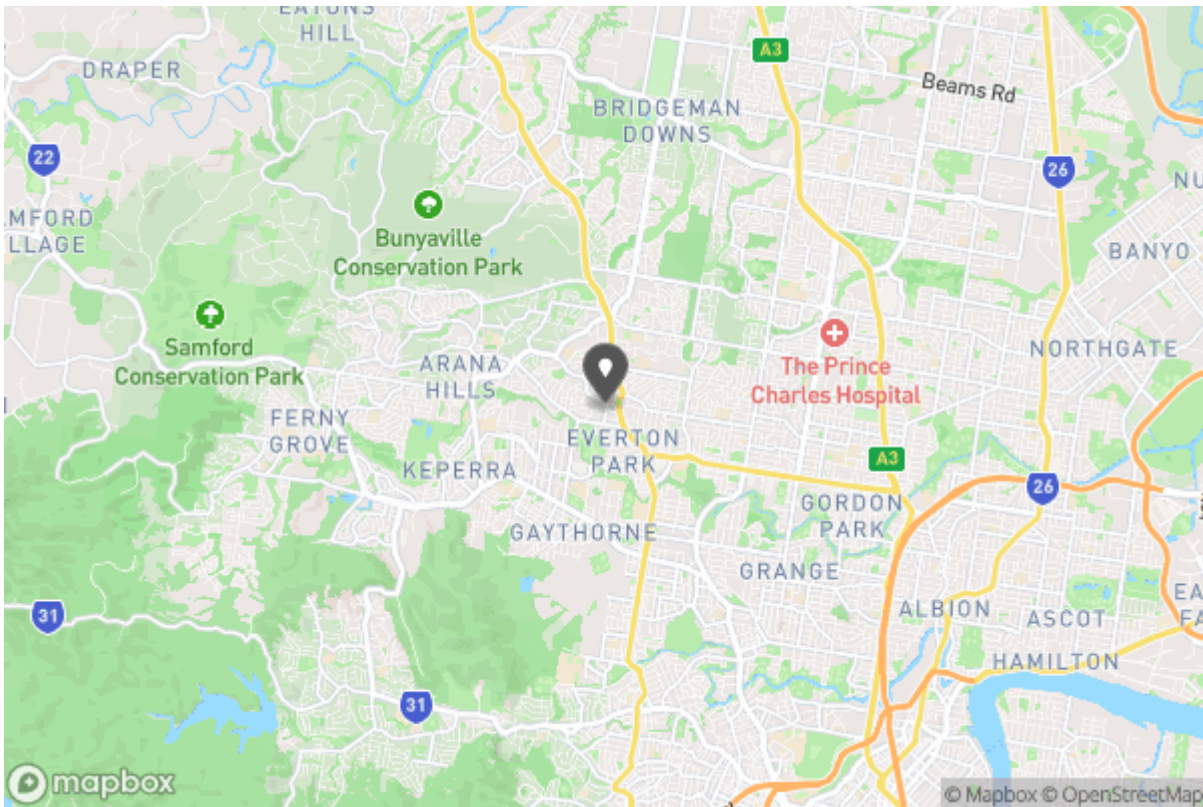 EATONS
HILL
DRAPER
A3
Beams Rd
BRIDGEMAN
DOWNS
22
26
Bunyaville
Conservation Park
AMFORD
LLAGE
BANYO
Samford
Conservation Park
ARANA
HILLS
The Prince
Charles Hospital
NORTHGATE
FERNY
GROVE
EVERTON
PARK
KEPERRA
A3
26
GORDON
PARK
GAYTHORNE
GRANGE
31
ALBION
ASCOT
EA
FA
HAMILTON
31
mapbox
© Mapbox © OpenStreetMap